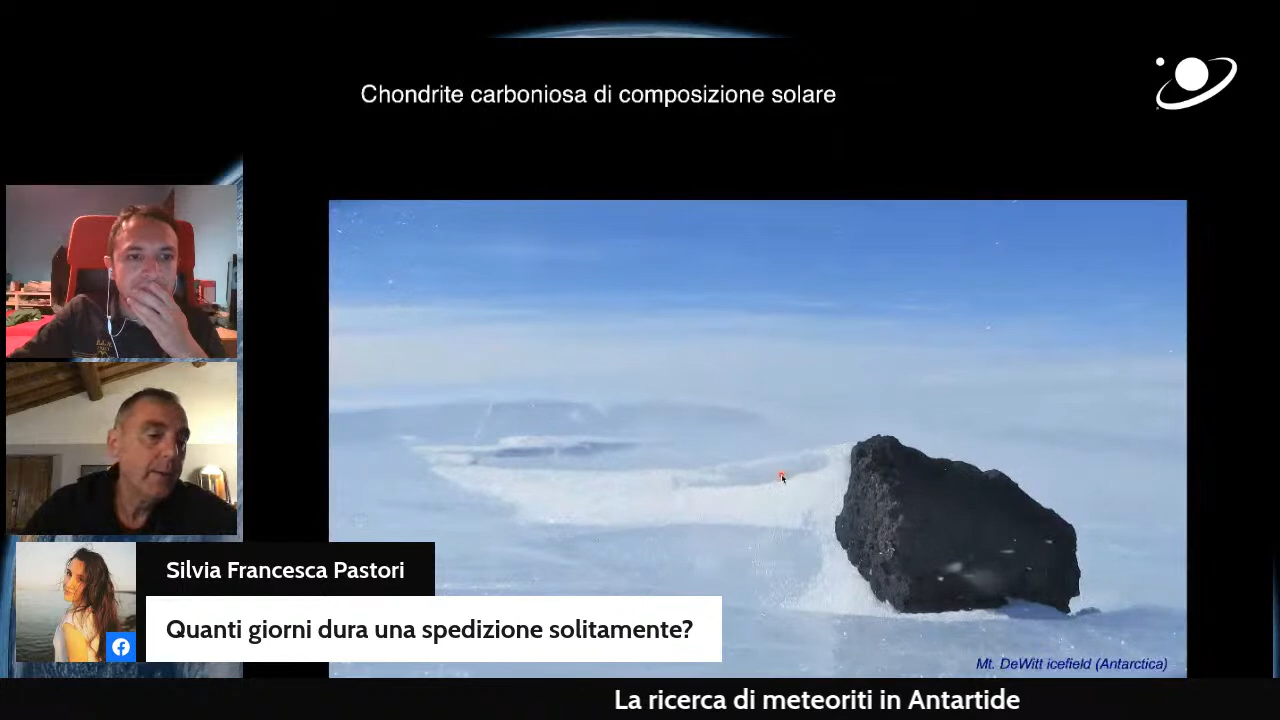 Chondrite carboniosa di composizione solare
Silvia Francesca Pastori
Quanti giorni dura una spedizione solitamente?
Mt. DeWitt icefield (Antarctica)
La ricerca di meteoriti in Antartide